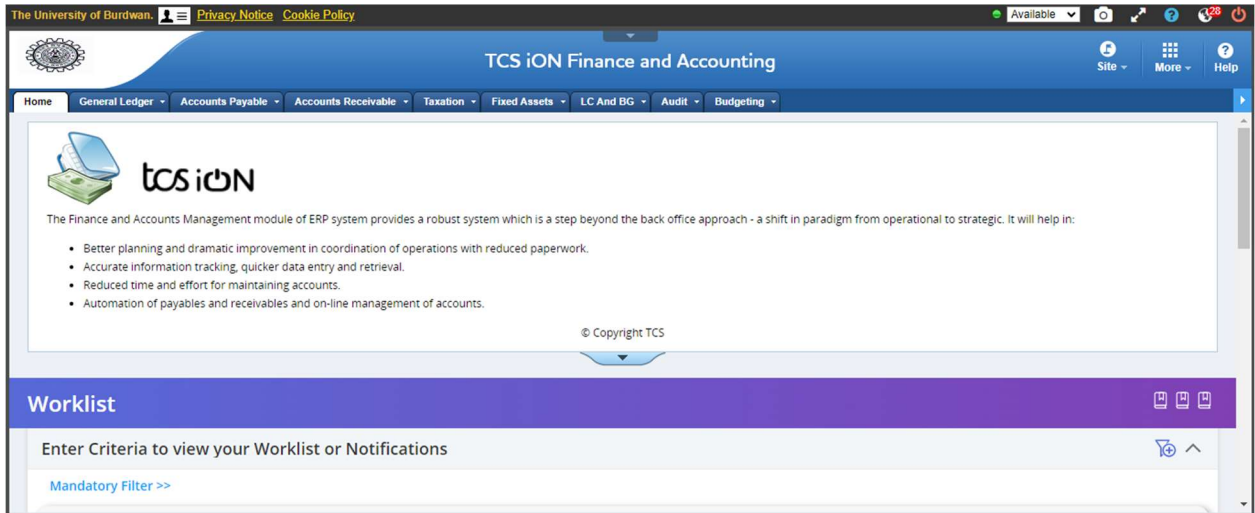 The University of Burdwan. Privacy Notice Cookie Policy Available 28
TCS iON Finance and Accounting
Site More Help
Home General Ledger Accounts Payable Accounts Receivable Taxation Fixed Assets LC And BG Audit Budgeting
tcs iON
The Finance and Accounts Management module of ERP system provides a robust system which is a step beyond the back office approach - a shift in paradigm from operational to strategic. It will help in:
• Better planning and dramatic improvement in coordination of operations with reduced paperwork.
• Accurate information tracking, quicker data entry and retrieval.
• Reduced time and effort for maintaining accounts.
• Automation of payables and receivables and on-line management of accounts.
© Copyright TCS
Worklist
Enter Criteria to view your Worklist or Notifications
Mandatory Filter >>